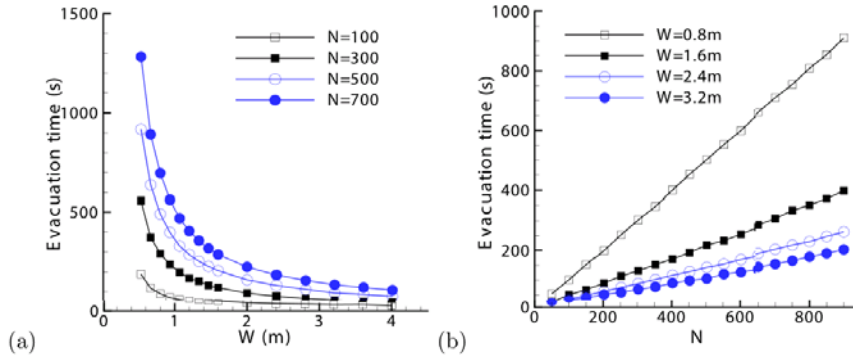 1500
1000
500
0
0
1
2
3
4
Evacuation time (s)
W (m)
N=100
N=300
N=500
N=700
(a)
1000
800
600
400
200
0
0
200
400
600
800
Evacuation time (s)
N
W=0.8m
W=1.6m
W=2.4m
W=3.2m
(b)